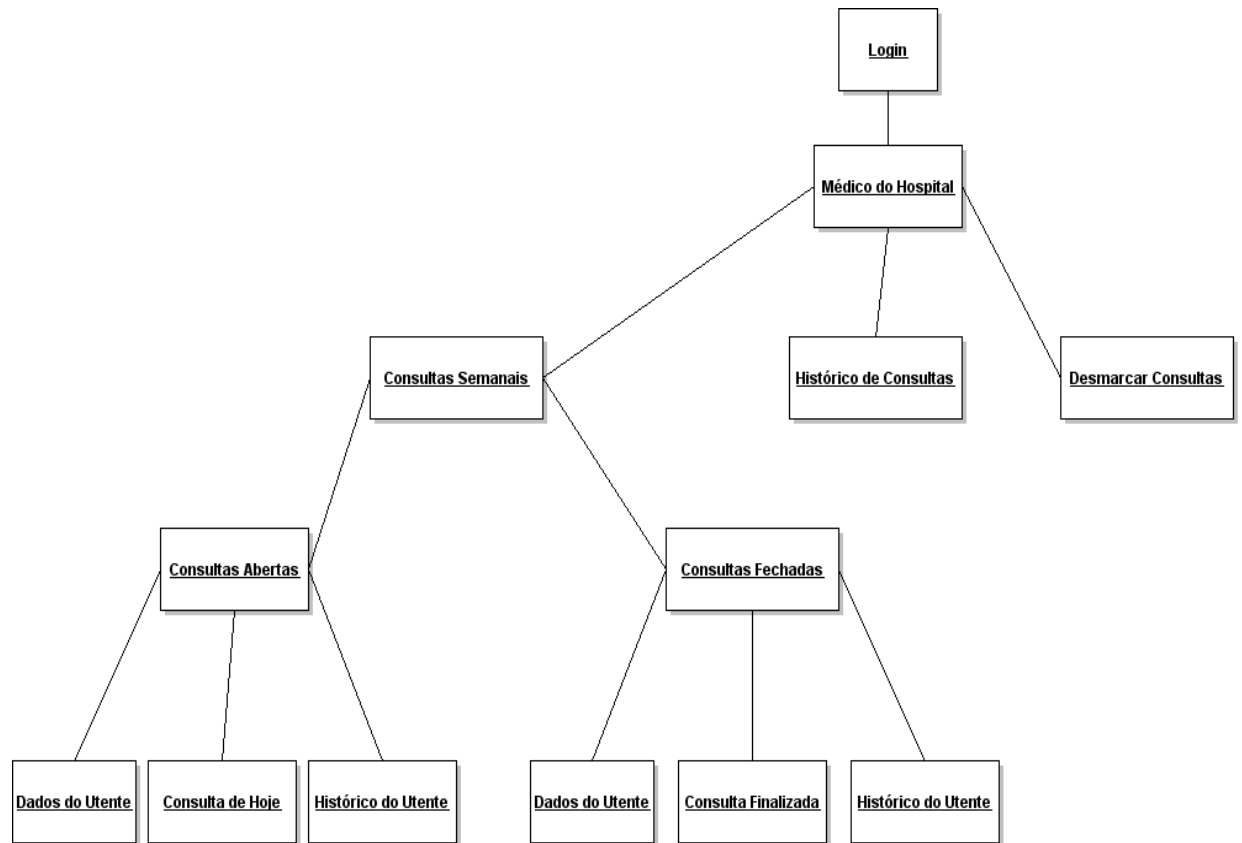 Login
Médico do Hospital
Consultas Semanais
Histórico de Consultas
Desmarcar Consultas
Consultas Abertas
Consultas Fechadas
Dados do Utente
Consulta de Hoje
Histórico do Utente
Dados do Utente
Consulta Finalizada
Histórico do Utente